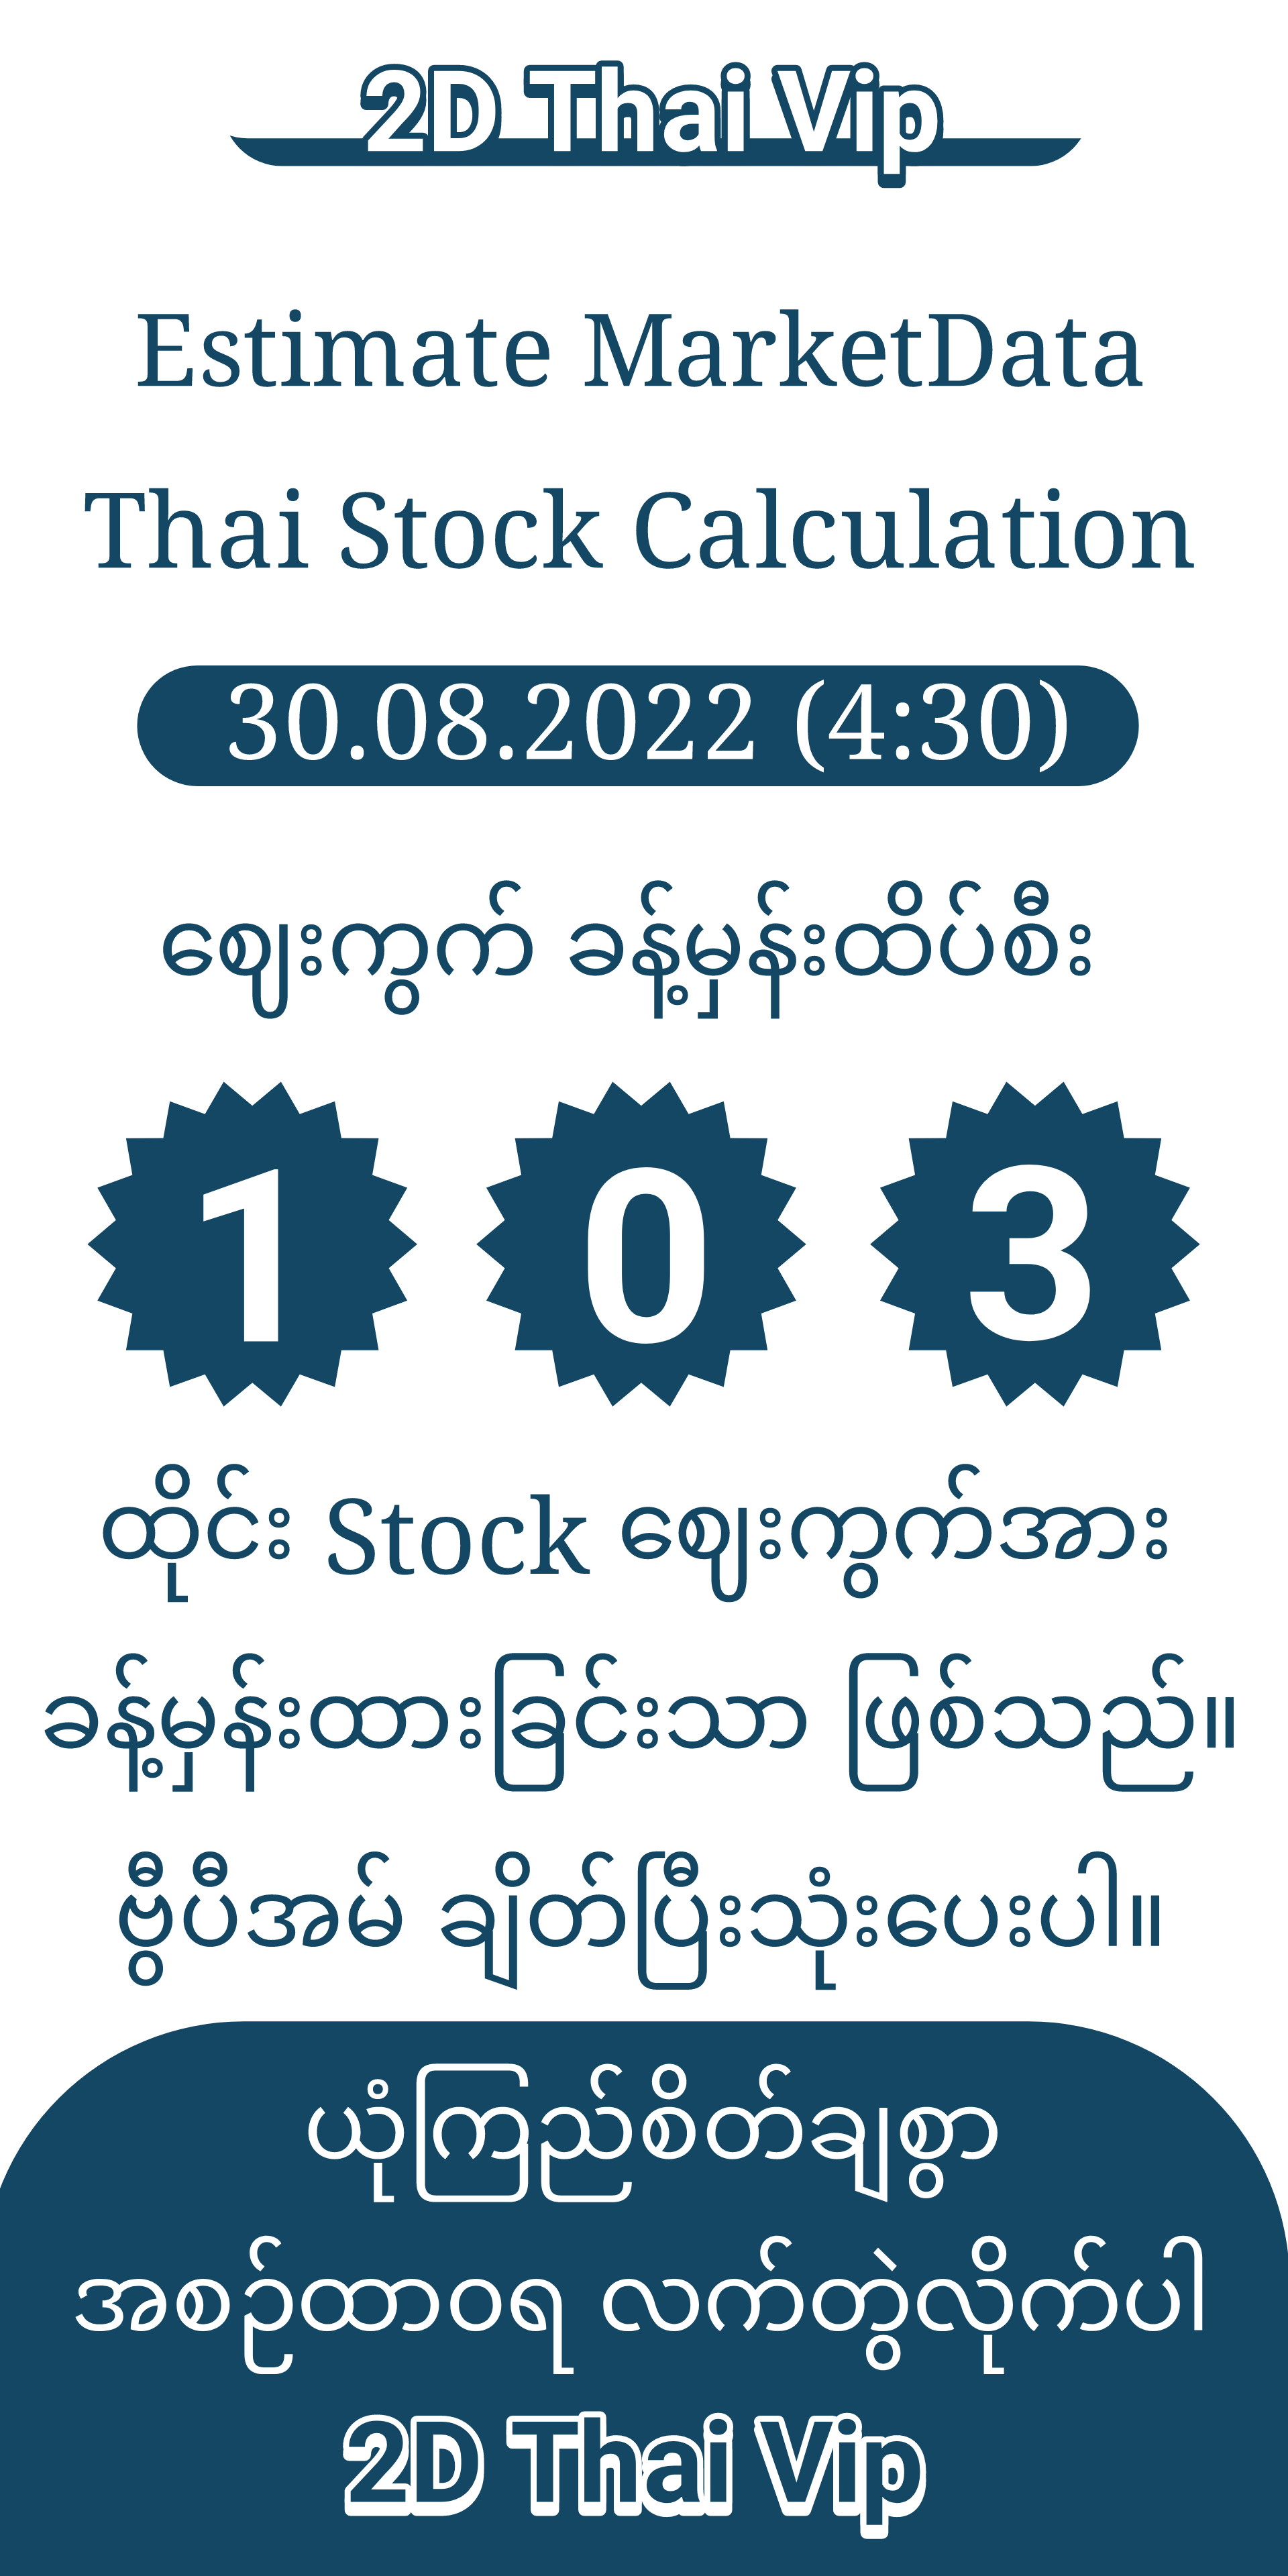 2D Thai Vip
Estimate MarketData
Thai Stock Calculation
30.08.2022 (4:30)
ဈေးကွက် ခန့်မှန်းထိပ်စီး
1 0 3
ထိုင်း Stock ဈေးကွက်အား
ခန့်မှန်းထားခြင်းသာ ဖြစ်သည်။
ဗွီပီအမ် ချိတ်ပြီးသုံးပေးပါ။
ယုံကြည်စိတ်ချစွာ
အစဉ်ထာဝရ လက်တွဲလိုက်ပါ
2D Thai Vip